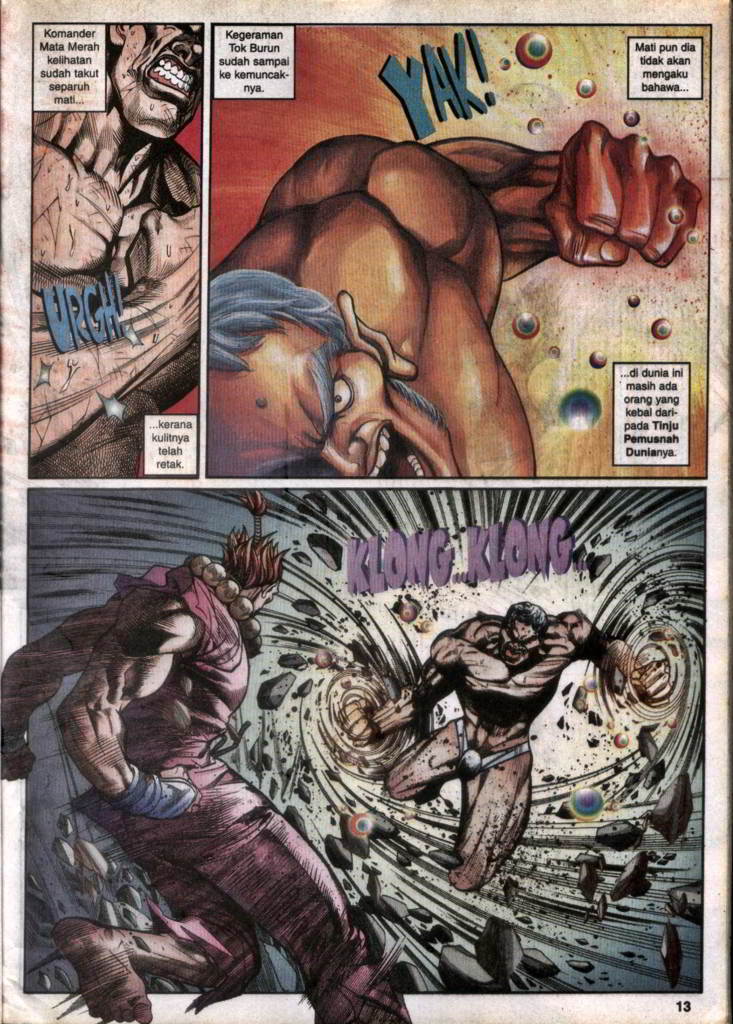 Komander
Mata Merah
kelihatan
sudah takut
separuh
mati...
URGH!
...kerana
kulitnya
telah
retak.
Kegeraman
Tok Burun
sudah sampai
ke kemuncak-
nya.
YAK!
Mati pun dia
tidak akan
mengaku
bahawa...
...di dunia ini
masih ada
orang yang
kebal dari-
pada Tinju
Pemusnah
Dunianya.
KLONG...KLONG...
13